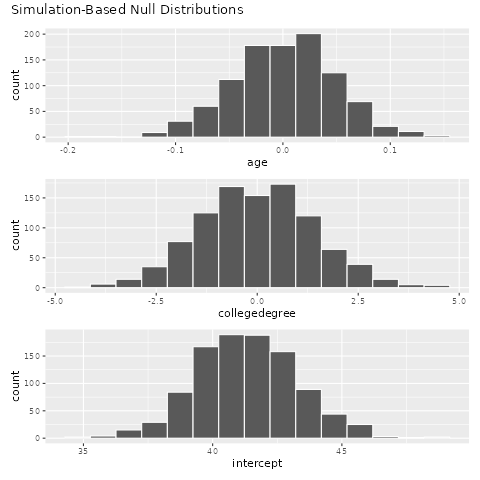 Simulation-Based Null Distributions
200
150
100
50
0
count
-0.2 -0.1 0.0 0.1
age
150
100
50
0
count
-5.0 -2.5 0.0 2.5 5.0
collegedegree
150
100
50
0
count
35 40 45
intercept